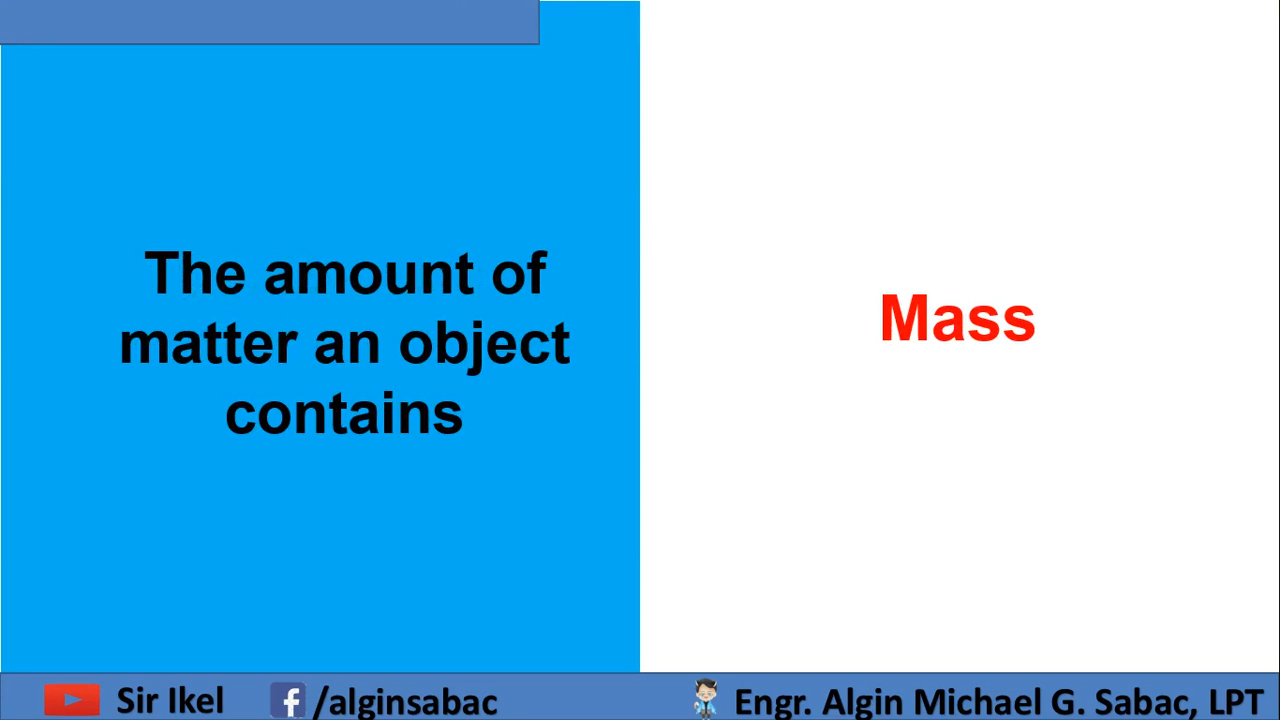 The amount of
matter an object
contains
Mass
Sir Ikel
/alginsabac
Engr. Algin Michael G. Sabac, LPT